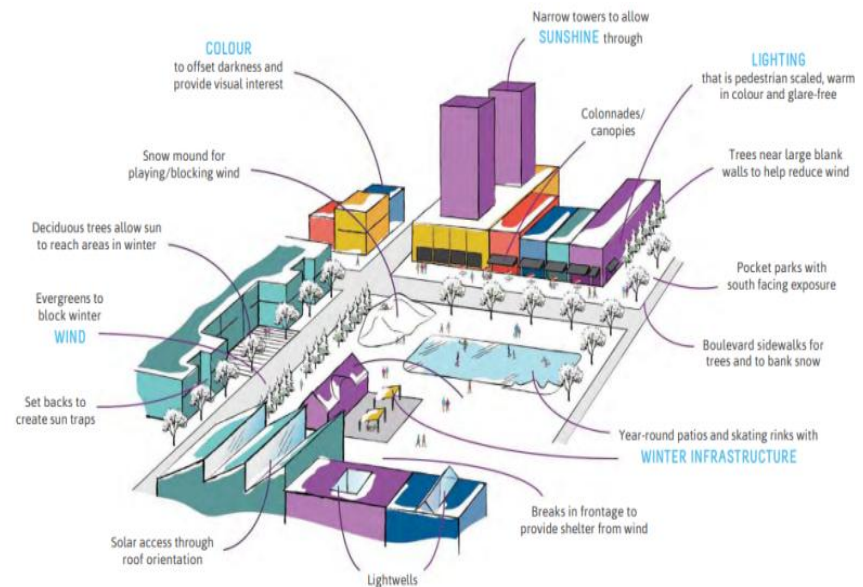 Narrow towers to allow
SUNSHINE through
COLOUR
to offset darkness and
provide visual interest
LIGHTING
that is pedestrian scaled, warm
in colour and glare-free
Colonnades/
canopies
Snow mound for
playing/blocking wind
Trees near large blank
walls to help reduce wind
Deciduous trees allow sun
to reach areas in winter
Pocket parks with
south facing exposure
Evergreens to
block winter
WIND
Boulevard sidewalks for
trees and to bank snow
Set backs to
create sun traps
Year-round patios and skating rinks with
WINTER INFRASTRUCTURE
Breaks in frontage to
provide shelter from wind
Solar access through
roof orientation
Lightwells